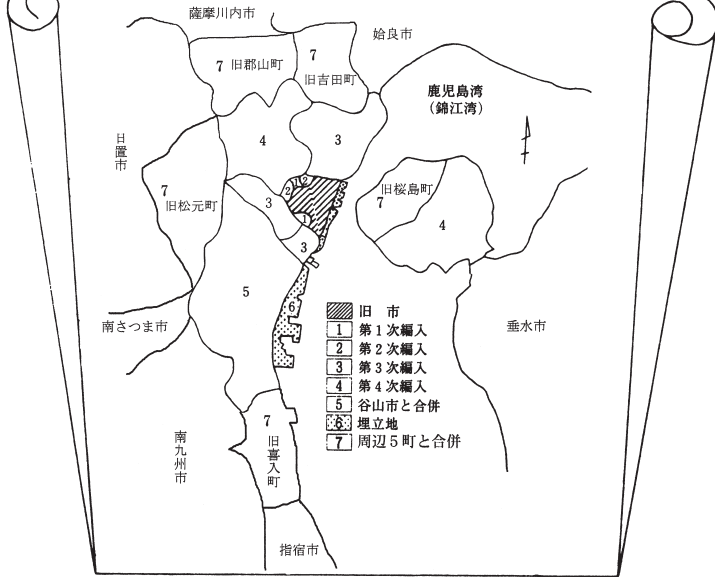 薩摩川内市
姶良市
7 旧郡山町
7
旧吉田町
鹿児島湾
(錦江湾)
日置市
4
3
7
旧松元町
1
2
2
3
旧桜島町
7
4
1
3
5
6
南さつま市
垂水市
旧 市
1 第1次編入
2 第2次編入
3 第3次編入
4 第4次編入
5 谷山市と合併
6 埋立地
7 周辺5町と合併
7
旧喜入町
南九州市
指宿市